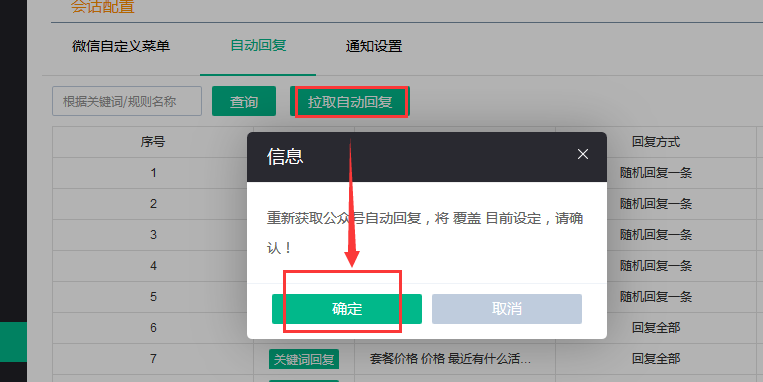 会话配置
微信自定义菜单 自动回复 通知设置
根据关键词/规则名称 查询 拉取自动回复
序号 回复方式
信息
1 随机回复一条
2 随机回复一条
重新获取公众号自动回复，将 覆盖 目前设定，请确
认！
3 随机回复一条
4 随机回复一条
5 随机回复一条
确定 取消
6 回复全部
7 关键词回复 套餐价格 价格 最近有什么活... 回复全部